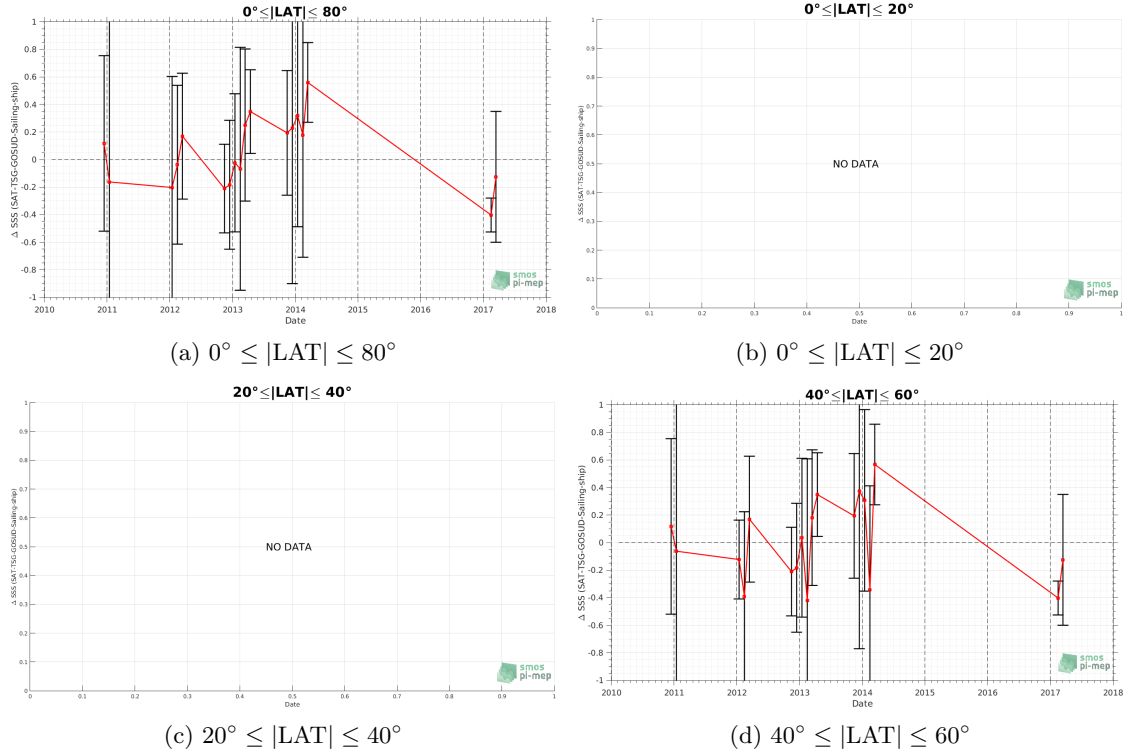 0°≤|LAT|≤ 80°
1
0.8
0.6
0.4
0.2
0
-0.2
-0.4
-0.6
-0.8
-1
Δ SSS (SAT-TSG-GOSUD-Sailing-ship)
2010 2011 2012 2013 2014 2015 2016 2017 2018
Date
smos
pi-mep
(a) 0° ≤ |LAT| ≤ 80°
0°≤|LAT|≤ 20°
1
0.9
0.8
0.7
0.6
0.5
0.4
0.3
0.2
0.1
0
Δ SSS (SAT-TSG-GOSUD-Sailing-ship)
NO DATA
0 0.1 0.2 0.3 0.4 0.5 0.6 0.7 0.8 0.9 1
Date
smos
pi-mep
(b) 0° ≤ |LAT| ≤ 20°
20°≤|LAT|≤ 40°
1
0.9
0.8
0.7
0.6
0.5
0.4
0.3
0.2
0.1
0
Δ SSS (SAT-TSG-GOSUD-Sailing-ship)
NO DATA
0 0.1 0.2 0.3 0.4 0.5 0.6 0.7 0.8 0.9 1
Date
smos
pi-mep
(c) 20° ≤ |LAT| ≤ 40°
40°≤|LAT|≤ 60°
1
0.8
0.6
0.4
0.2
0
-0.2
-0.4
-0.6
-0.8
-1
Δ SSS (SAT-TSG-GOSUD-Sailing-ship)
2010 2011 2012 2013 2014 2015 2016 2017 2018
Date
smos
pi-mep
(d) 40° ≤ |LAT| ≤ 60°